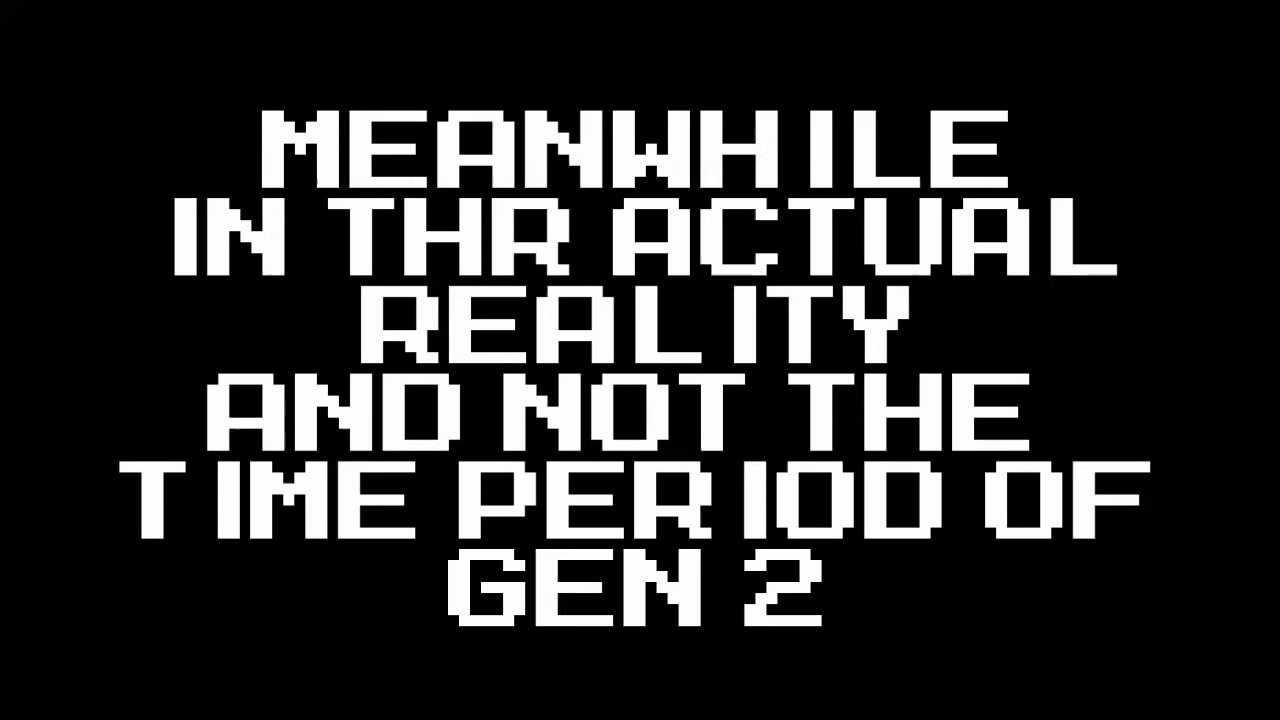 MEANWHILE
IN THR ACTUAL
REALITY
AND NOT THE
TIME PERIOD OF
GEN 2